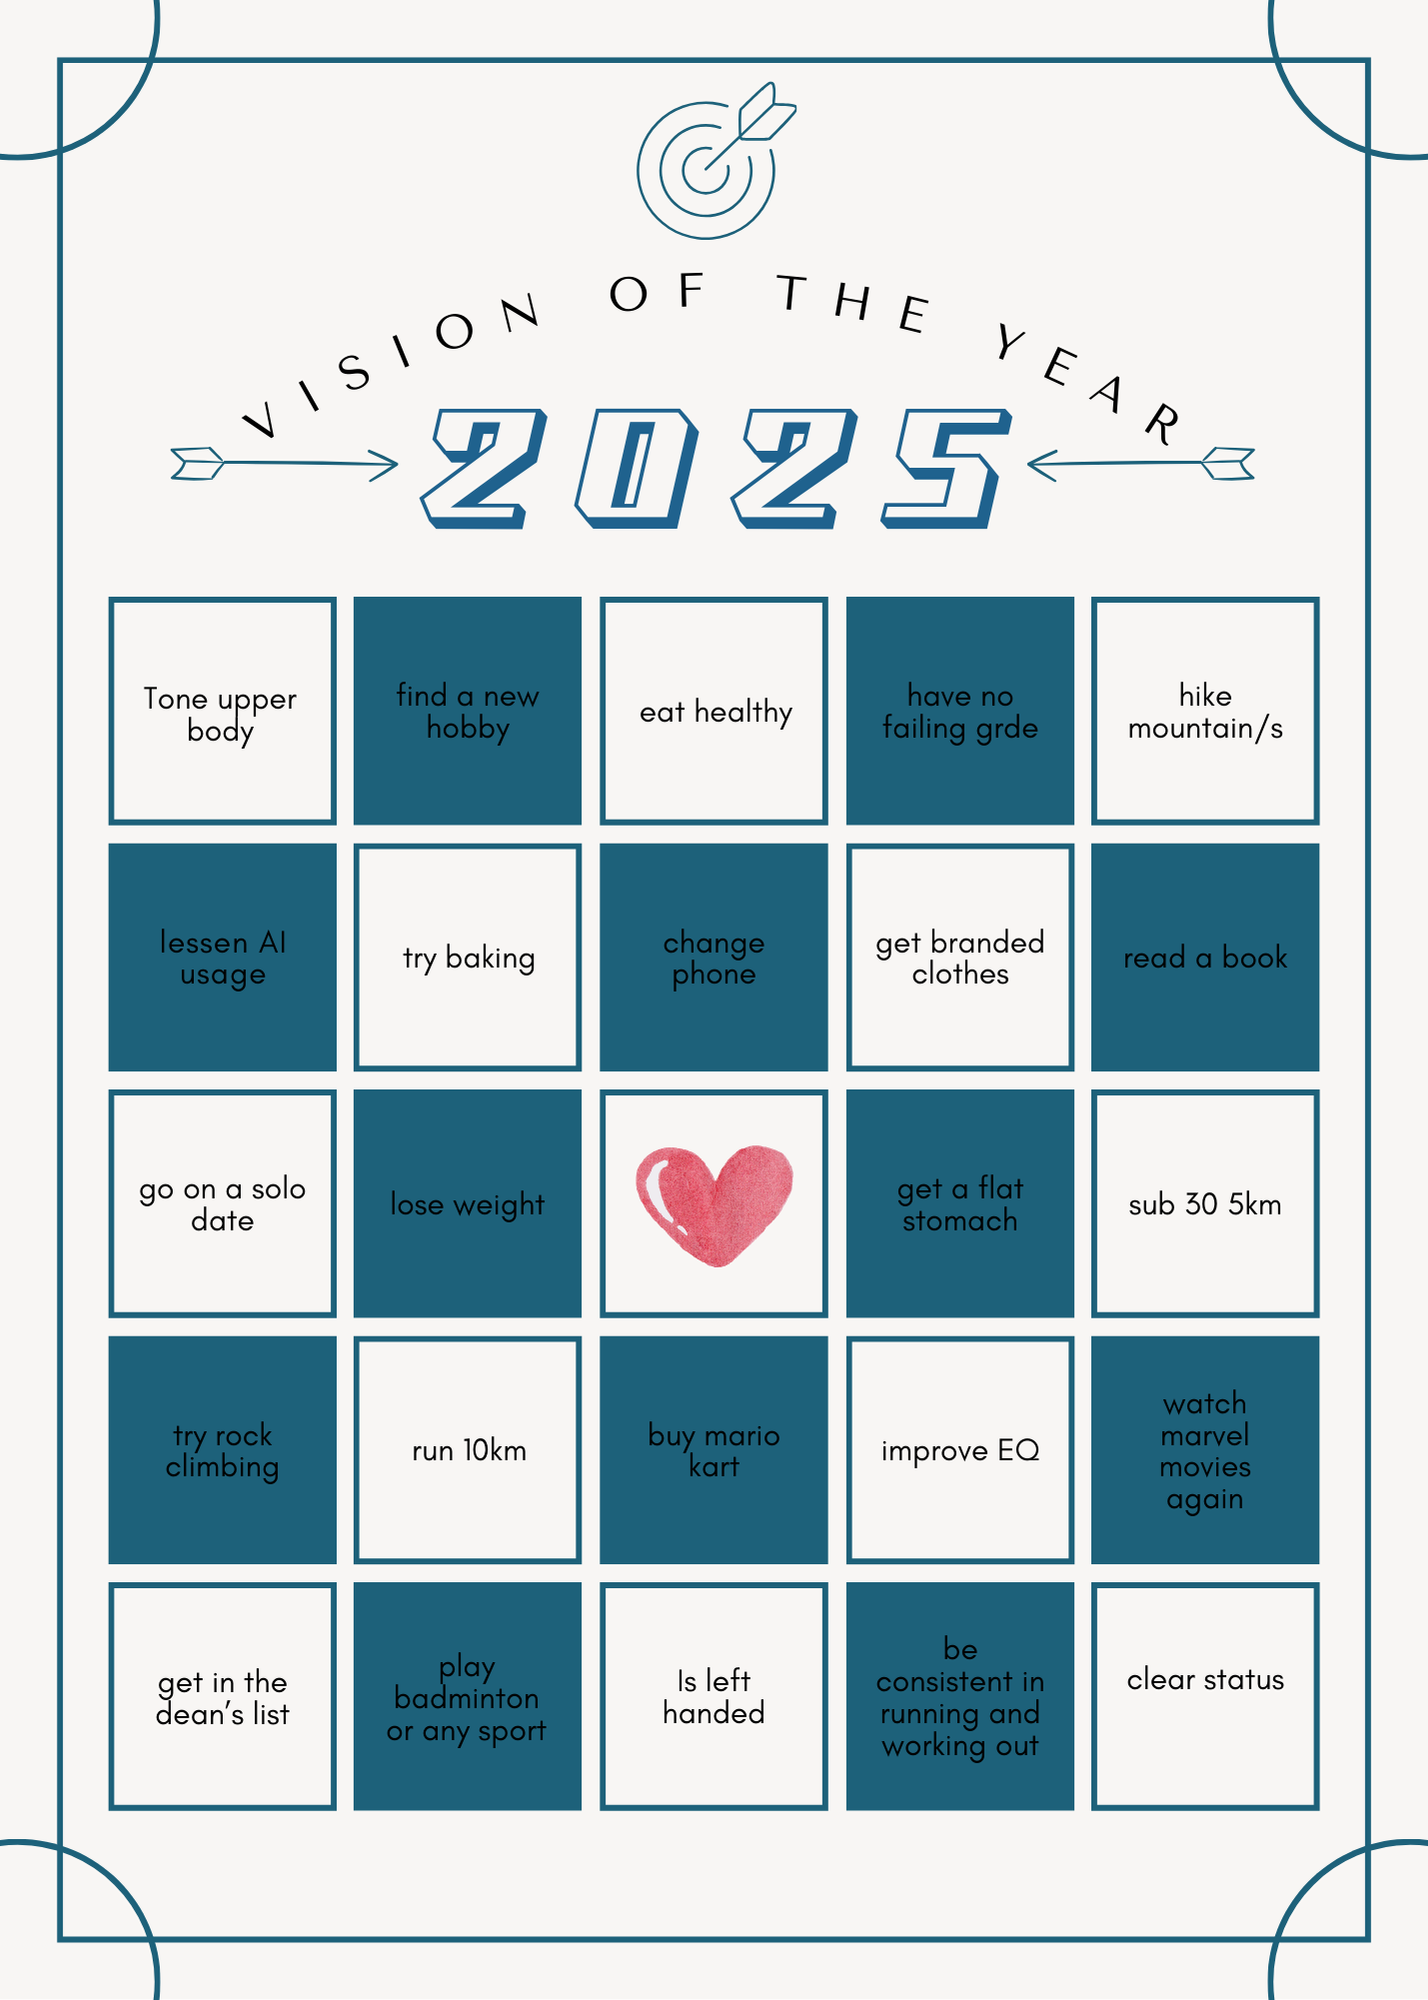 VISION OF THE YEAR
2025
Tone upper
body
find a new
hobby
eat healthy
have no
failing grde
hike
mountain/s
lessen AI
usage
try baking
change
phone
get branded
clothes
read a book
go on a solo
date
lose weight
get a flat
stomach
sub 30 5km
try rock
climbing
run 10km
buy mario
kart
improve EQ
watch
marvel
movies
again
get in the
dean’s list
play
badminton
or any sport
Is left
handed
be
consistent in
running and
working out
clear status